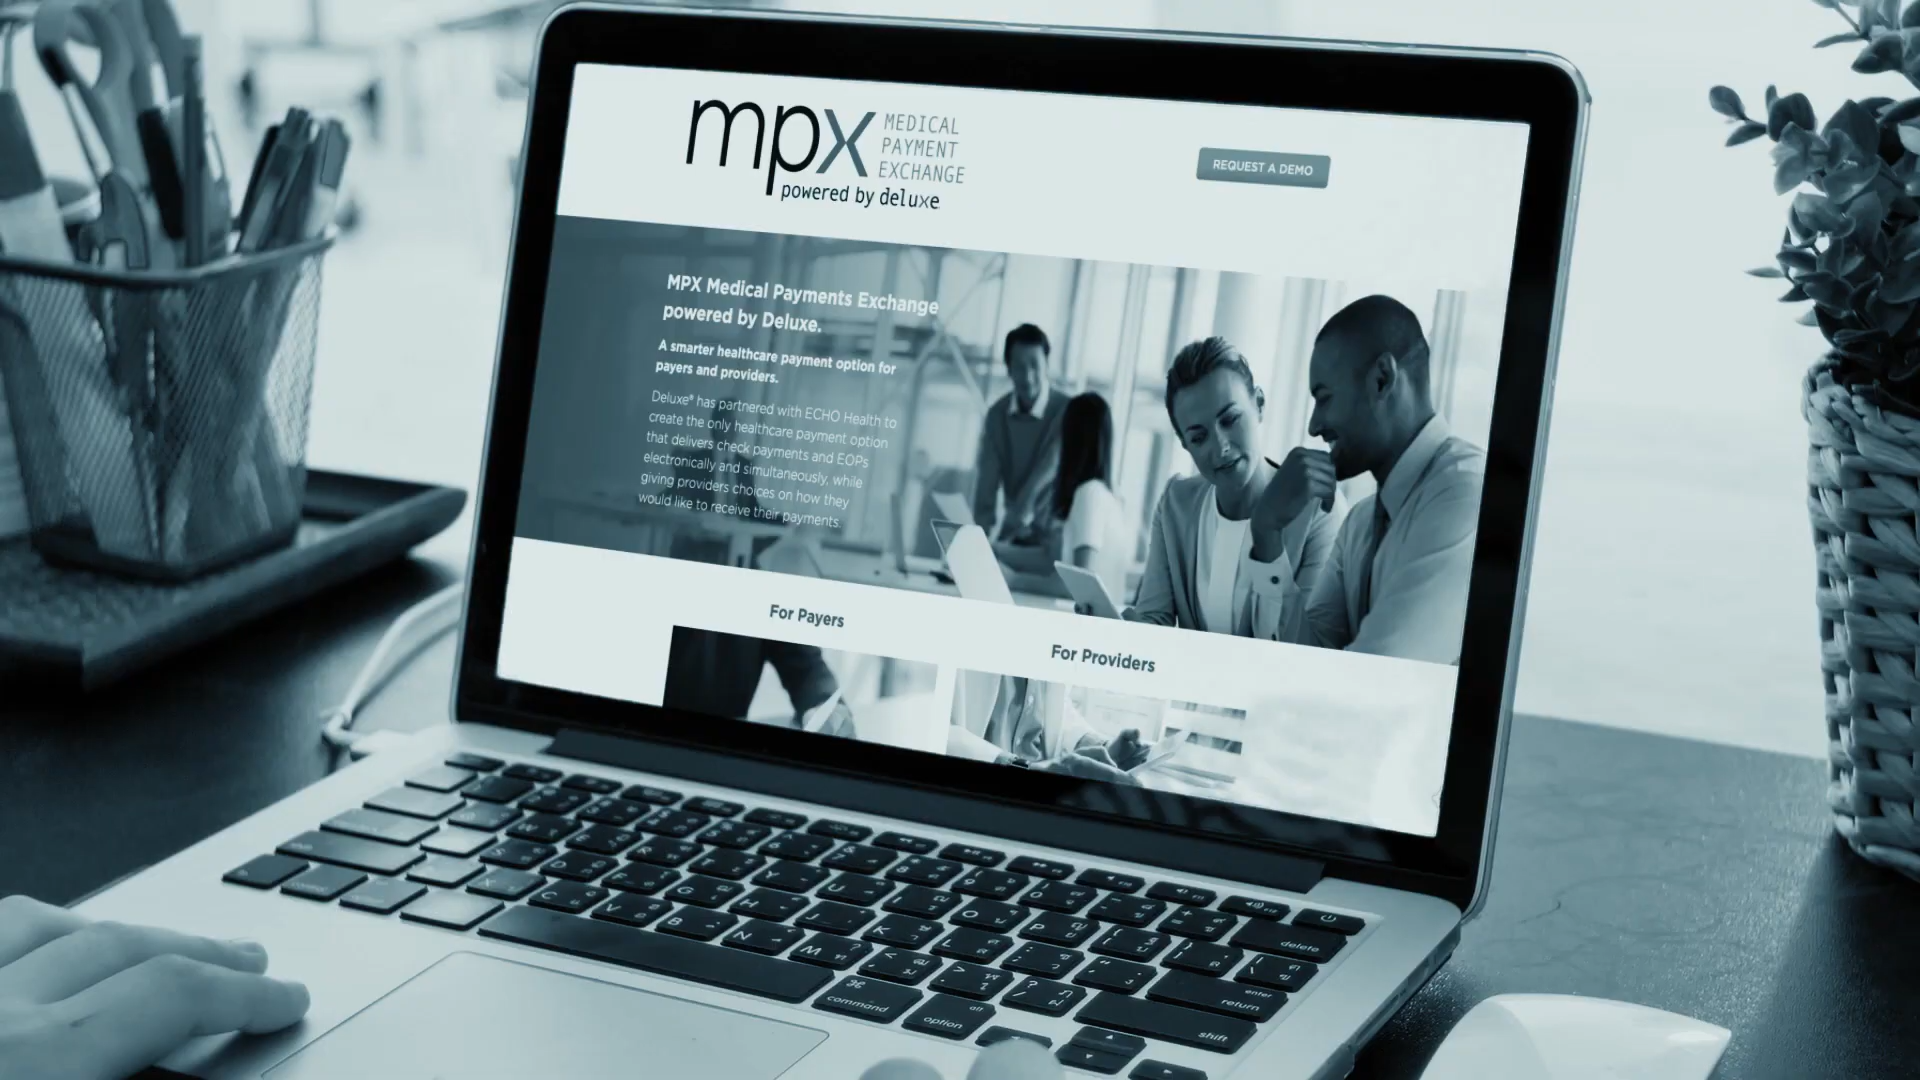 mpx
MEDICAL
PAYMENT
EXCHANGE
powered by deluxe
REQUEST A DEMO
MPX Medical Payments Exchange
powered by Deluxe.
A smarter healthcare payment option for
payers and providers.
Deluxe® has partnered with ECHO Health to
create the only healthcare payment option
that delivers check payments and EOPs
electronically and simultaneously, while
giving providers choices on how they
would like to receive their payments.
For Payers
For Providers
delete
enter
return
shift
command
alt
option